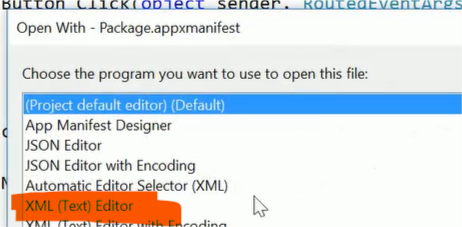 Button_Click(object sender, RoutedEventArgs
Open With - Package.appxmanifest
Choose the program you want to use to open this file:
(Project default editor) (Default)
App Manifest Designer
JSON Editor
JSON Editor with Encoding
Automatic Editor Selector (XML)
XML (Text) Editor
XML (Text) Editor with Encoding